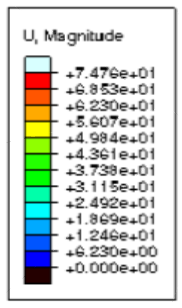 U, Magnitude
+7.476e+01
+6.853e+01
+6.230e+01
+5.607e+01
+4.984e+01
+4.361e+01
+3.738e+01
+3.115e+01
+2.492e+01
+1.869e+01
+1.246e+01
+6.230e+00
+0.000e+00